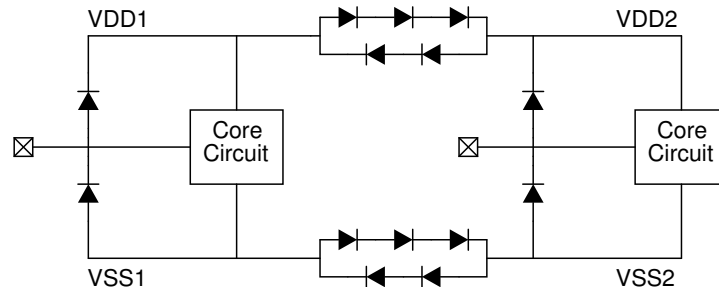 VDD1
VDD2
Core
Circuit
Core
Circuit
VSS1
VSS2